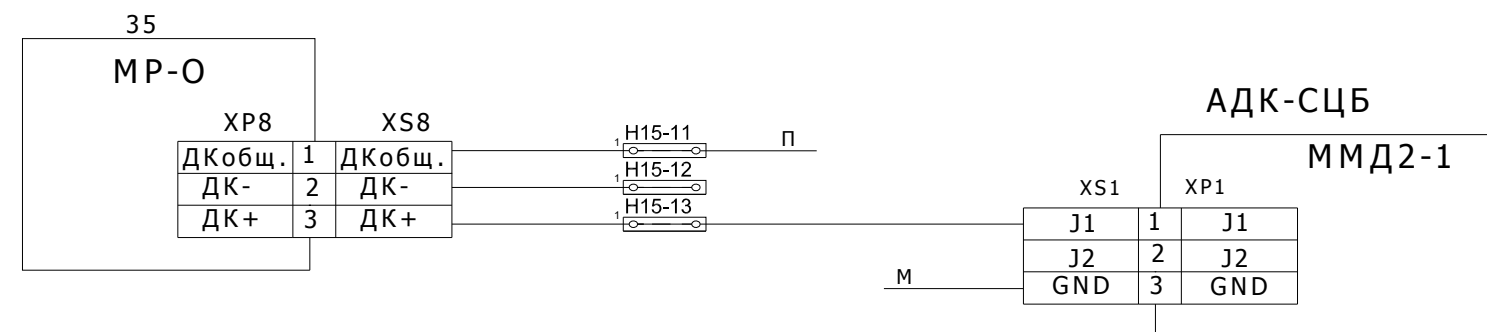 35
МР-О
XP8 XS8
ДКобщ. 1 ДКобщ.
ДК- 2 ДК-
ДК+ 3 ДК+
1 Н15-11 П
1 Н15-12
1 Н15-13
АДК-СЦБ
ММД2-1
XS1 XP1
J1 1 J1
J2 2 J2
GND 3 GND
М